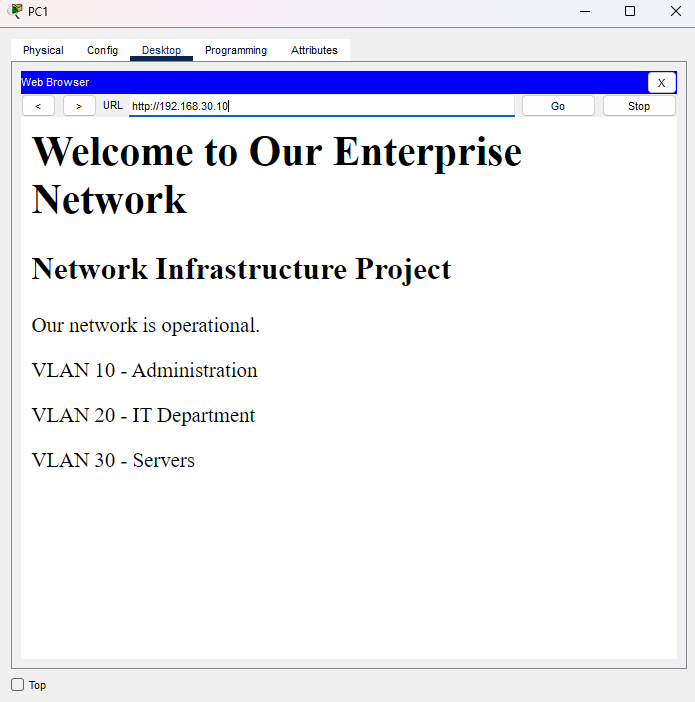 PC1
Physical Config Desktop Programming Attributes
Web Browser X
< > URL http://192.168.30.10 Go Stop
Welcome to Our Enterprise
Network
Network Infrastructure Project
Our network is operational.
VLAN 10 - Administration
VLAN 20 - IT Department
VLAN 30 - Servers
Top